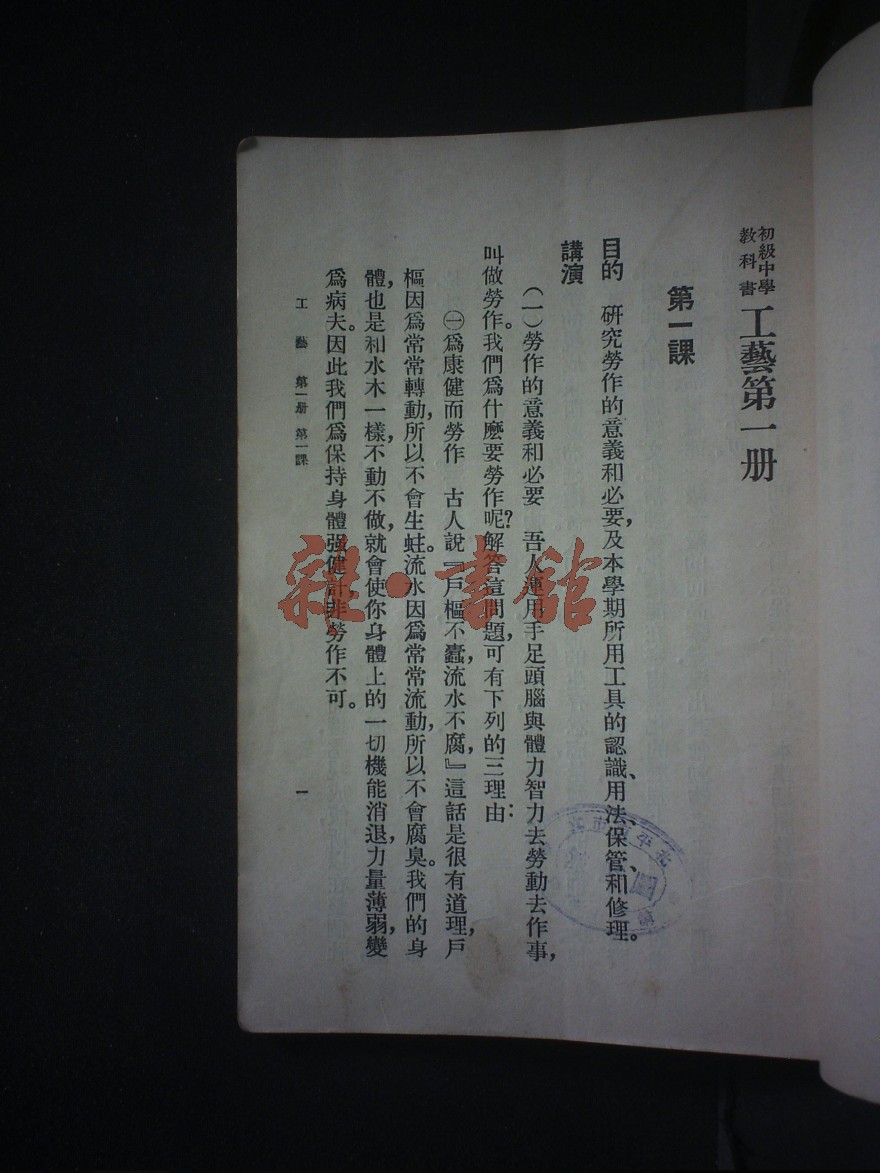 初級中學
教科書
工藝第一册
第一課
目的　研究勞作的意義和必要，及本學期所用工具的認識、用法、保管和修理。
講演
（一）勞作的意義和必要　吾人運用手足頭腦與體力智力去勞動去作事，
叫做勞作。我們爲什麽要勞作呢？解答這問題，可有下列的三理由：
㊀爲康健而勞作　古人說『戶樞不蠹，流水不腐，』這話是很有道理，戶
樞因爲常常轉動，所以不會生蛀。流水因爲常常流動，所以不會腐臭。我們的身
體，也是和水木一樣，不動不做，就會使你身體上的一切機能消退，力量薄弱，變
爲病夫。因此我們爲保持身體强健計非勞作不可。
工藝　第一册　第一課
一
雜·書館